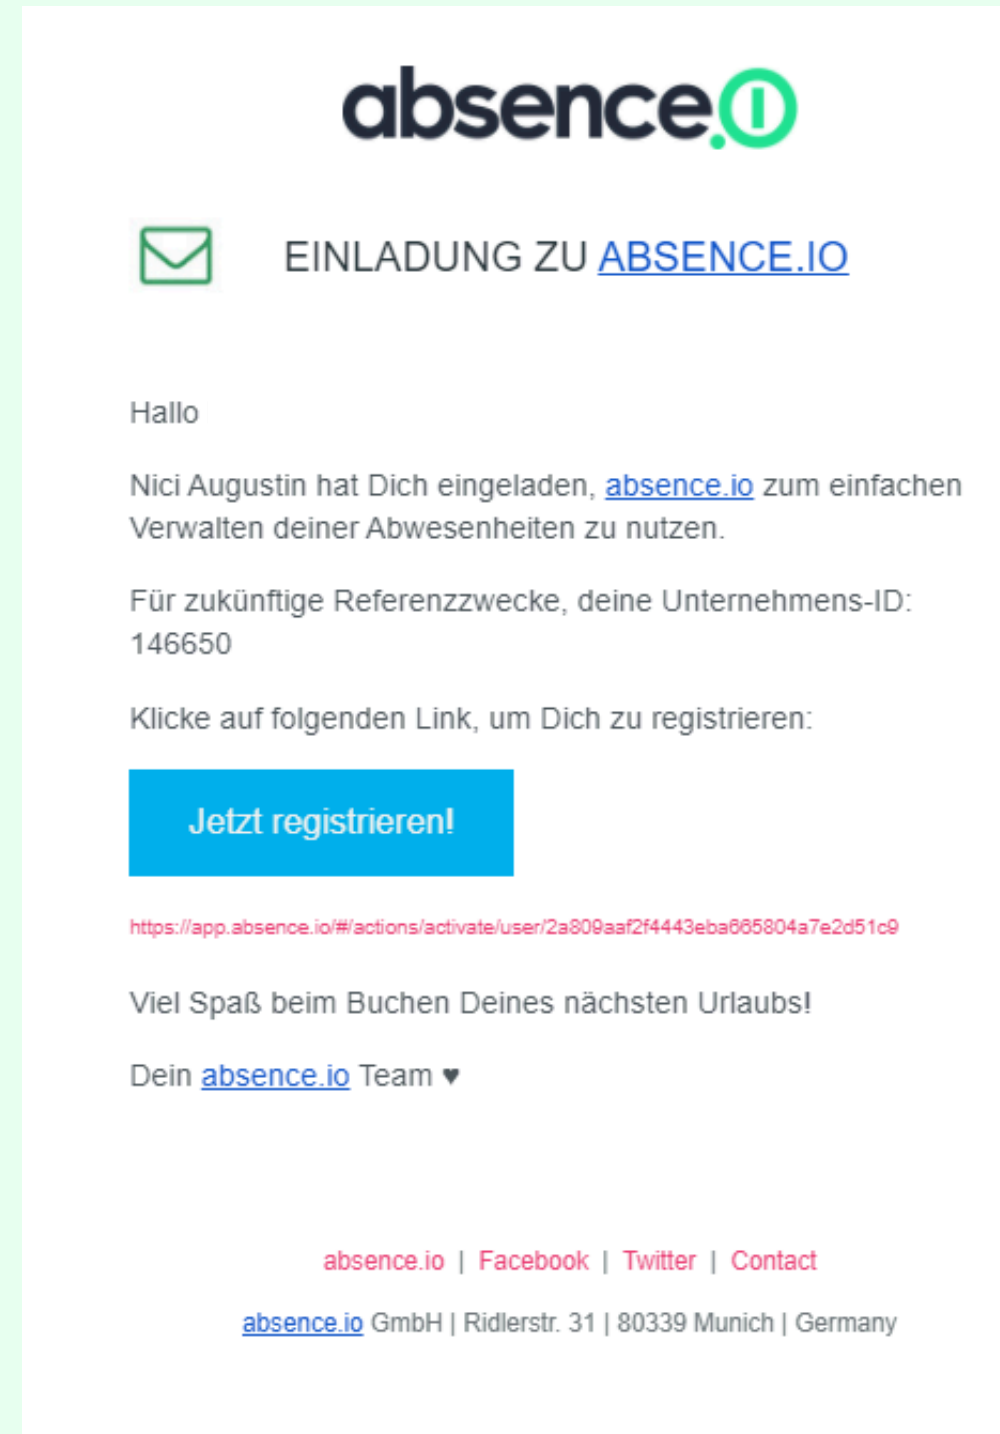 absence.io
EINLADUNG ZU ABSENCE.IO
Hallo
Nici Augustin hat Dich eingeladen, absence.io zum einfachen
Verwalten deiner Abwesenheiten zu nutzen.
Für zukünftige Referenzzwecke, deine Unternehmens-ID:
146650
Klicke auf folgenden Link, um Dich zu registrieren:
Jetzt registrieren!
https://app.absence.io/#/actions/activate/user/2a809aaf2f4443eba665804a7e2d51c9
Viel Spaß beim Buchen Deines nächsten Urlaubs!
Dein absence.io Team ♥
absence.io | Facebook | Twitter | Contact
absence.io GmbH | Ridlerstr. 31 | 80339 Munich | Germany